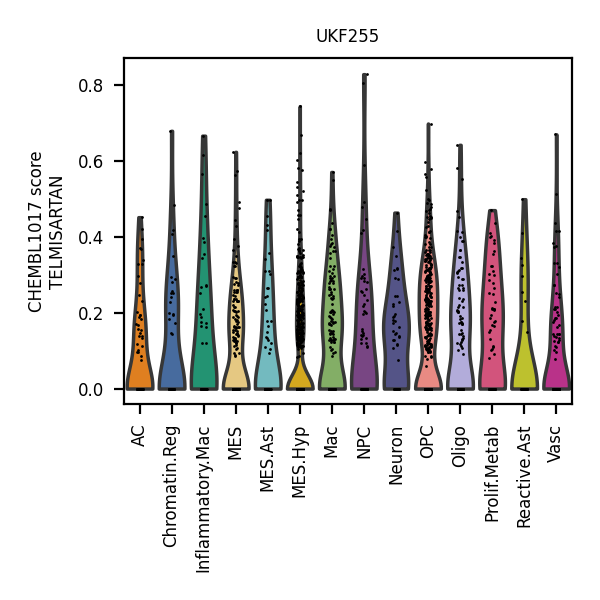 UKF255
CHEMBL1017 score
TELMISARTAN
0.8
0.6
0.4
0.2
0.0
AC
Chromatin.Reg
Inflammatory.Mac
MES
MES.Ast
MES.Hyp
Mac
NPC
Neuron
OPC
Oligo
Prolif.Metab
Reactive.Ast
Vasc